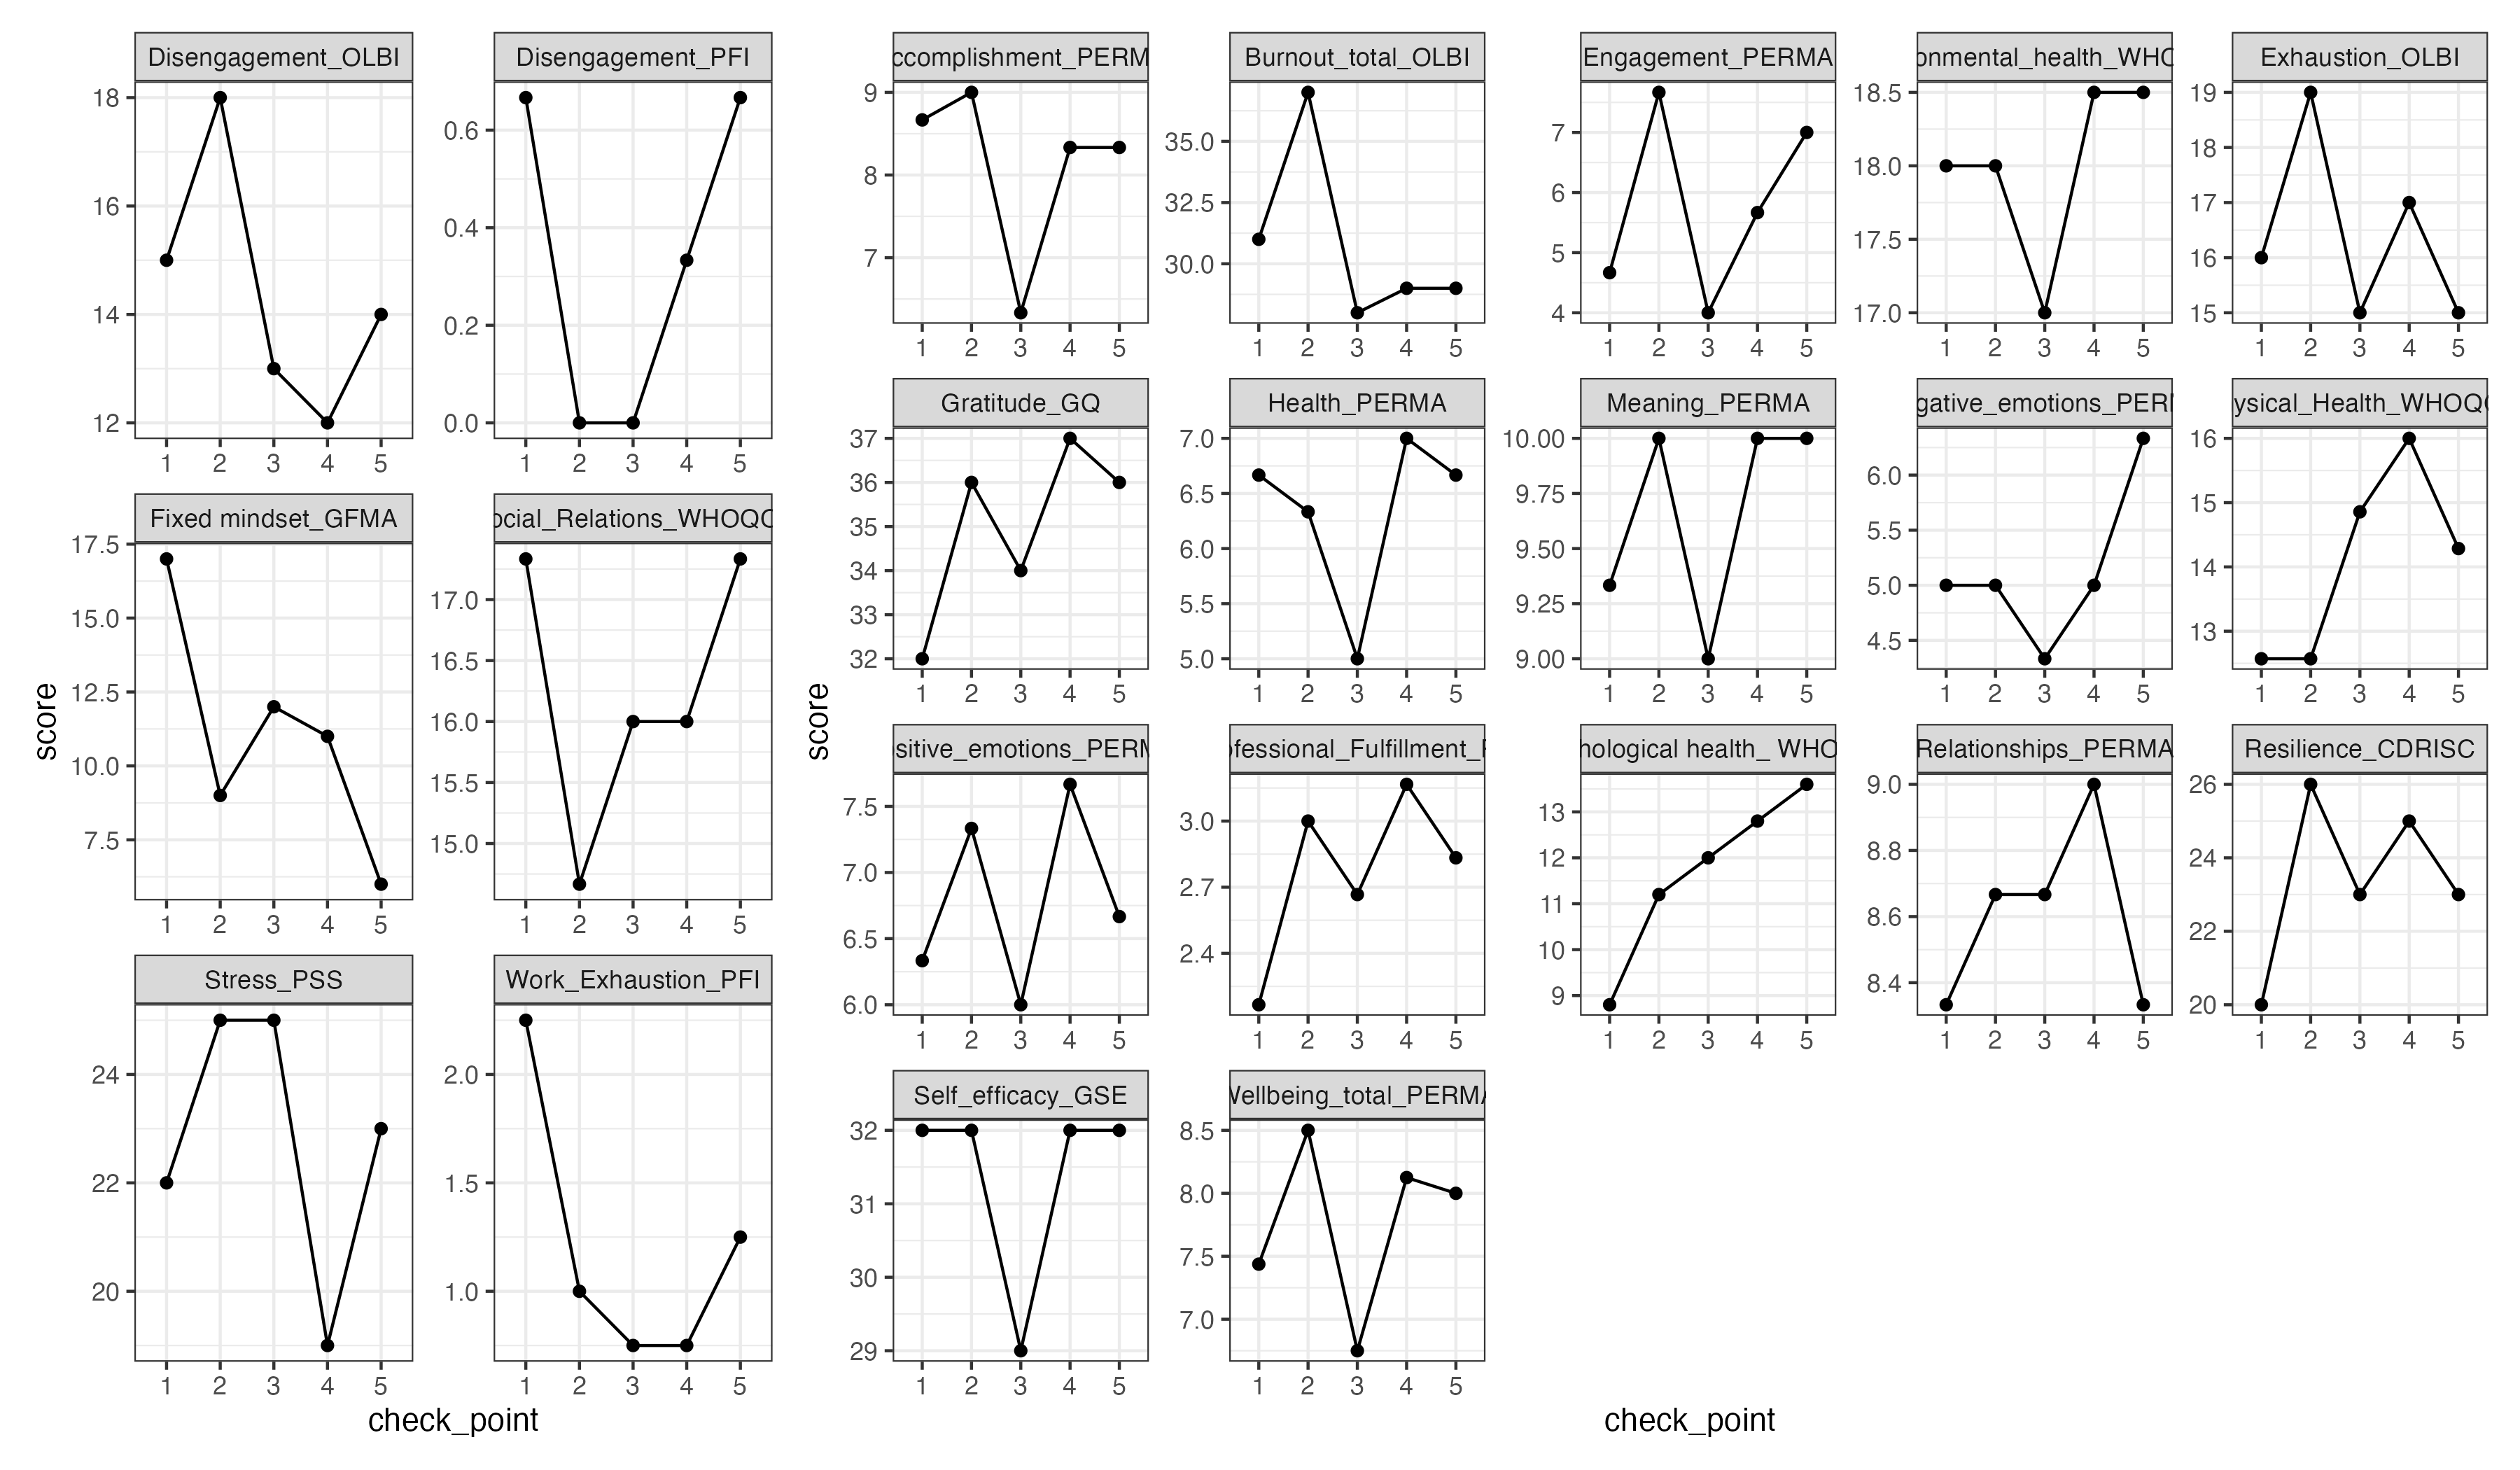 Disengagement_OLBI
18
16
14
12
1 2 3 4 5
Disengagement_PFI
0.6
0.4
0.2
0.0
1 2 3 4 5
Fixed mindset_GFMA
17.5
15.0
12.5
10.0
7.5
1 2 3 4 5
ocial_Relations_WHOQO
17.0
16.5
16.0
15.5
15.0
1 2 3 4 5
Stress_PSS
24
22
20
1 2 3 4 5
Work_Exhaustion_PFI
2.0
1.5
1.0
1 2 3 4 5
score
check_point
ccomplishment_PERM
9
8
7
1 2 3 4 5
Burnout_total_OLBI
35.0
32.5
30.0
1 2 3 4 5
Engagement_PERMA
7
6
5
4
1 2 3 4 5
onmental_health_WHO
18.5
18.0
17.5
17.0
1 2 3 4 5
Exhaustion_OLBI
19
18
17
16
15
1 2 3 4 5
Gratitude_GQ
37
36
35
34
33
32
1 2 3 4 5
Health_PERMA
7.0
6.5
6.0
5.5
5.0
1 2 3 4 5
Meaning_PERMA
10.00
9.75
9.50
9.25
9.00
1 2 3 4 5
gative_emotions_PERM
6.0
5.5
5.0
4.5
1 2 3 4 5
ysical_Health_WHOQO
16
15
14
13
1 2 3 4 5
sitive_emotions_PERM
7.5
7.0
6.5
6.0
1 2 3 4 5
ofessional_Fulfillment_P
3.0
2.7
2.4
1 2 3 4 5
hological health_ WHO
13
12
11
10
9
1 2 3 4 5
Relationships_PERMA
9.0
8.8
8.6
8.4
1 2 3 4 5
Resilience_CDRISC
26
24
22
20
1 2 3 4 5
Self_efficacy_GSE
32
31
30
29
1 2 3 4 5
Wellbeing_total_PERMA
8.5
8.0
7.5
7.0
1 2 3 4 5
score
check_point